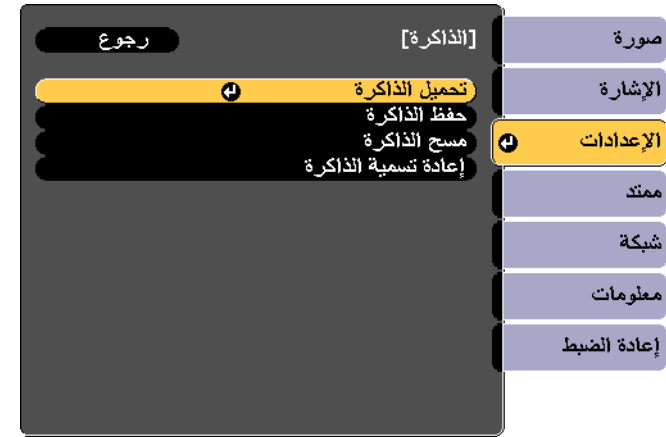 [الذاكرة]
رجوع
تحميل الذاكرة
حفظ الذاكرة
مسح الذاكرة
إعادة تسمية الذاكرة
صورة
الإشارة
الإعدادات
ممتد
شبكة
معلومات
إعادة الضبط